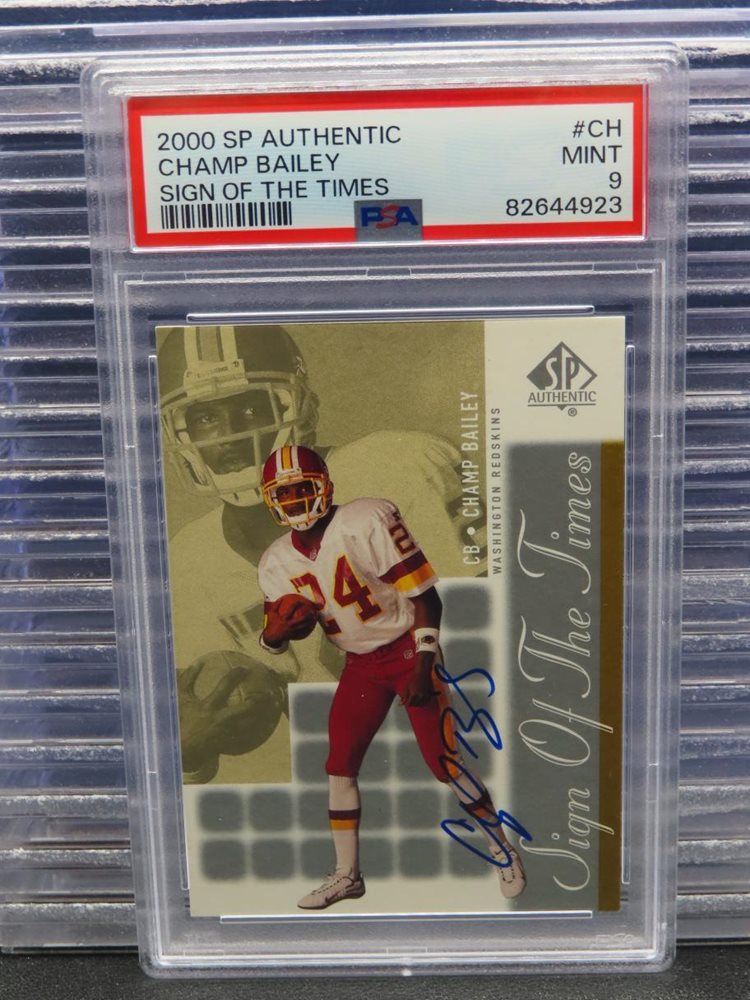 2000 SP AUTHENTIC #CH
CHAMP BAILEY MINT
SIGN OF THE TIMES 9
PSA 82644923
SP
AUTHENTIC
®
CB • CHAMP BAILEY
WASHINGTON REDSKINS
Sign Of The Times
24
24